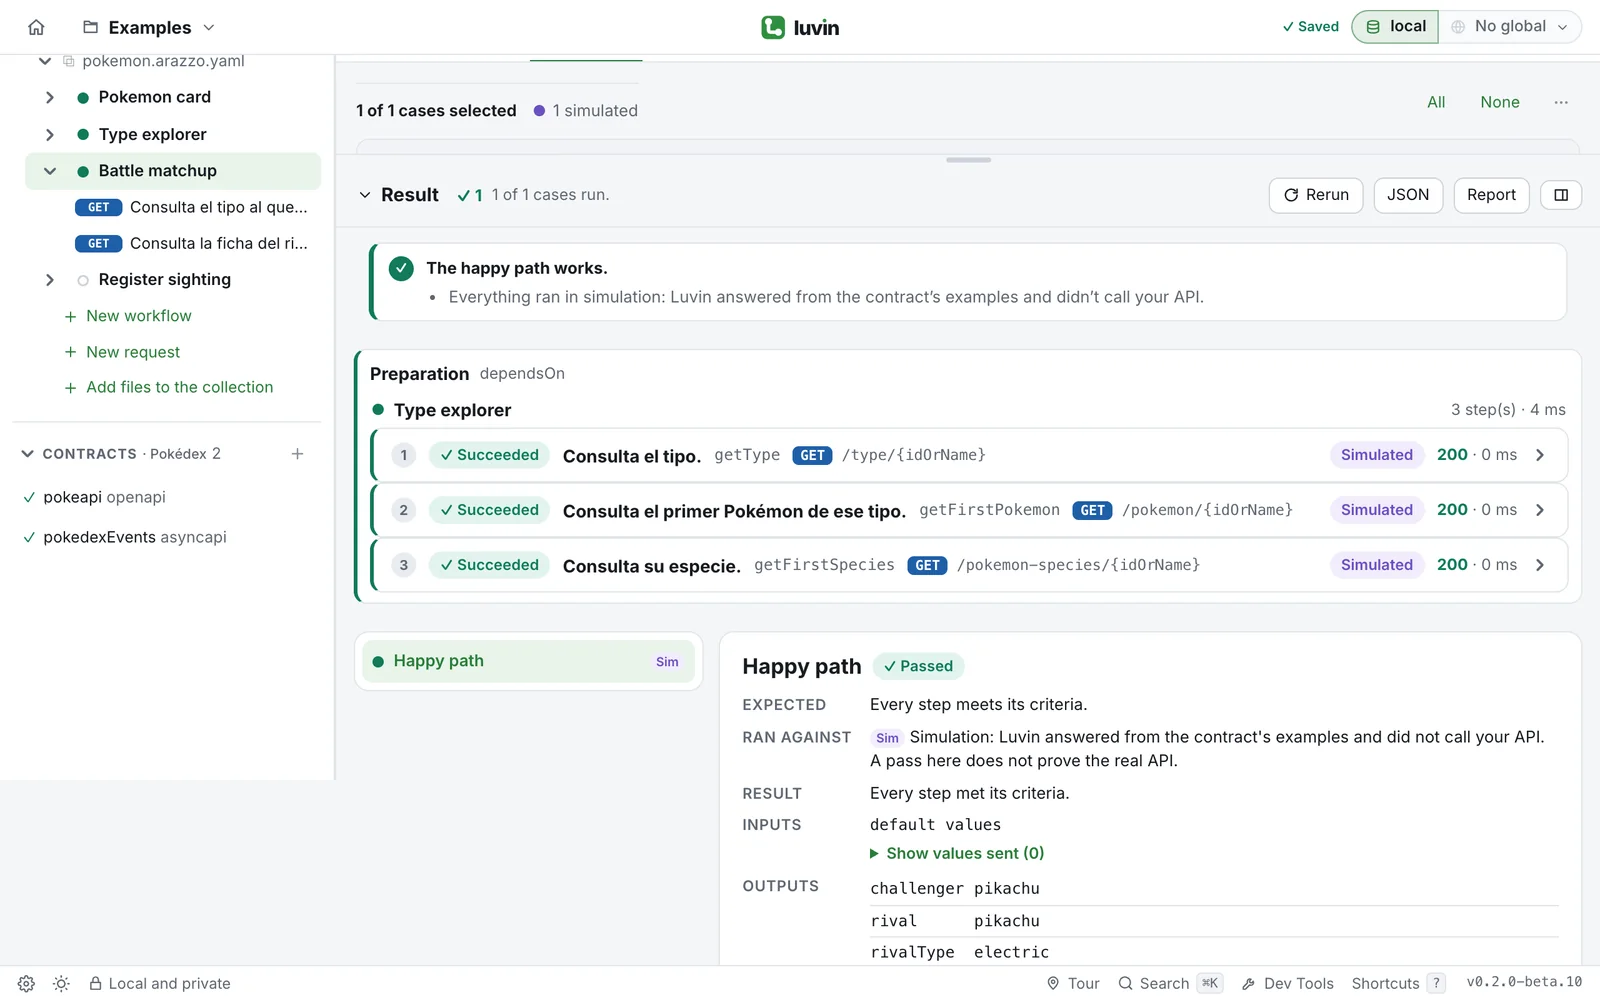 Examples
luvin
Saved
local
No global
pokemon.arazzo.yaml
Pokemon card
Type explorer
Battle matchup
GET Consulta el tipo al que...
GET Consulta la ficha del ri...
Register sighting
+ New workflow
+ New request
+ Add files to the collection
CONTRACTS · Pokédex 2 +
pokeapi openapi
pokedexEvents asyncapi
1 of 1 cases selected
1 simulated
All
None
...
Result
1
1 of 1 cases run.
Rerun
JSON
Report
The happy path works.
• Everything ran in simulation: Luvin answered from the contract’s examples and didn’t call your API.
Preparation dependsOn
Type explorer
3 step(s) · 4 ms
1 Succeeded Consulta el tipo. getType GET /type/{idOrName} Simulated 200 · 0 ms
2 Succeeded Consulta el primer Pokémon de ese tipo. getFirstPokemon GET /pokemon/{idOrName} Simulated 200 · 0 ms
3 Succeeded Consulta su especie. getFirstSpecies GET /pokemon-species/{idOrName} Simulated 200 · 0 ms
Happy path Sim
Happy path Passed
EXPECTED Every step meets its criteria.
RAN AGAINST Sim Simulation: Luvin answered from the contract's examples and did not call your API.
A pass here does not prove the real API.
RESULT Every step met its criteria.
INPUTS default values
Show values sent (0)
OUTPUTS challenger pikachu
rival pikachu
rivalType electric
Local and private
Tour
Search ⌘K
Dev Tools
Shortcuts ?
v0.2.0-beta.10